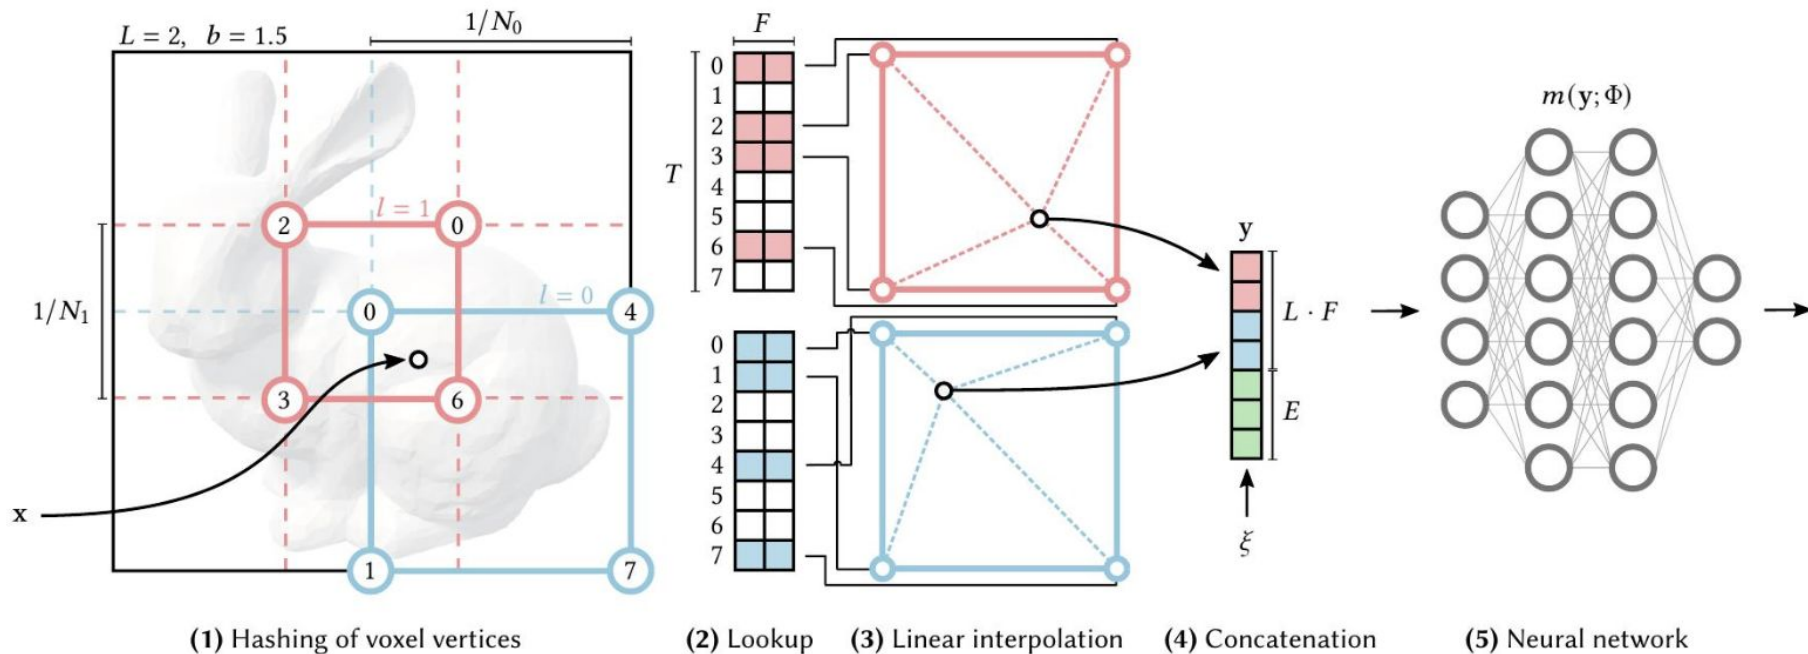 L = 2, b = 1.5
1/N₀
l = 1
2
0
l = 0
0
4
1/N₁
3
6
x
1
7
F
T
0
1
2
3
4
5
6
7
0
1
2
3
4
5
6
7
y
L · F
E
ξ
m(y; Φ)
(1) Hashing of voxel vertices
(2) Lookup
(3) Linear interpolation
(4) Concatenation
(5) Neural network